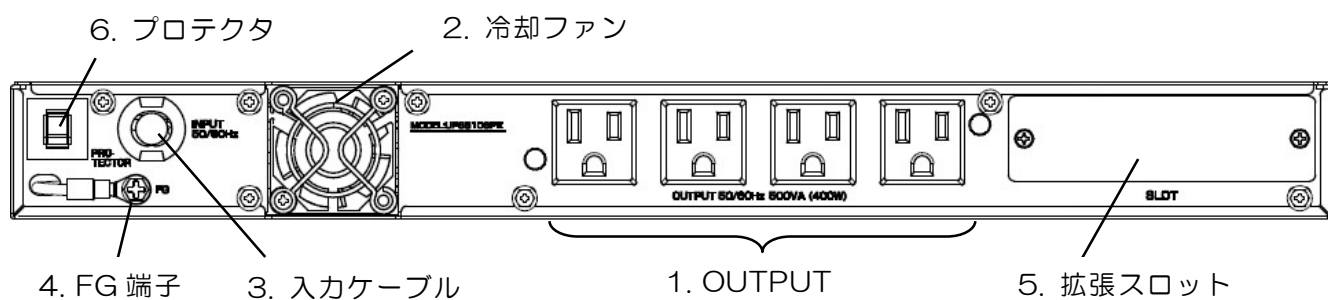 6. プロテクタ
2. 冷却ファン
INPUT
50/60Hz
PRO-
TECTOR
FG
OUTPUT 50/60Hz 500VA (400W)
SLOT
4. FG 端子
3. 入力ケーブル
1. OUTPUT
5. 拡張スロット